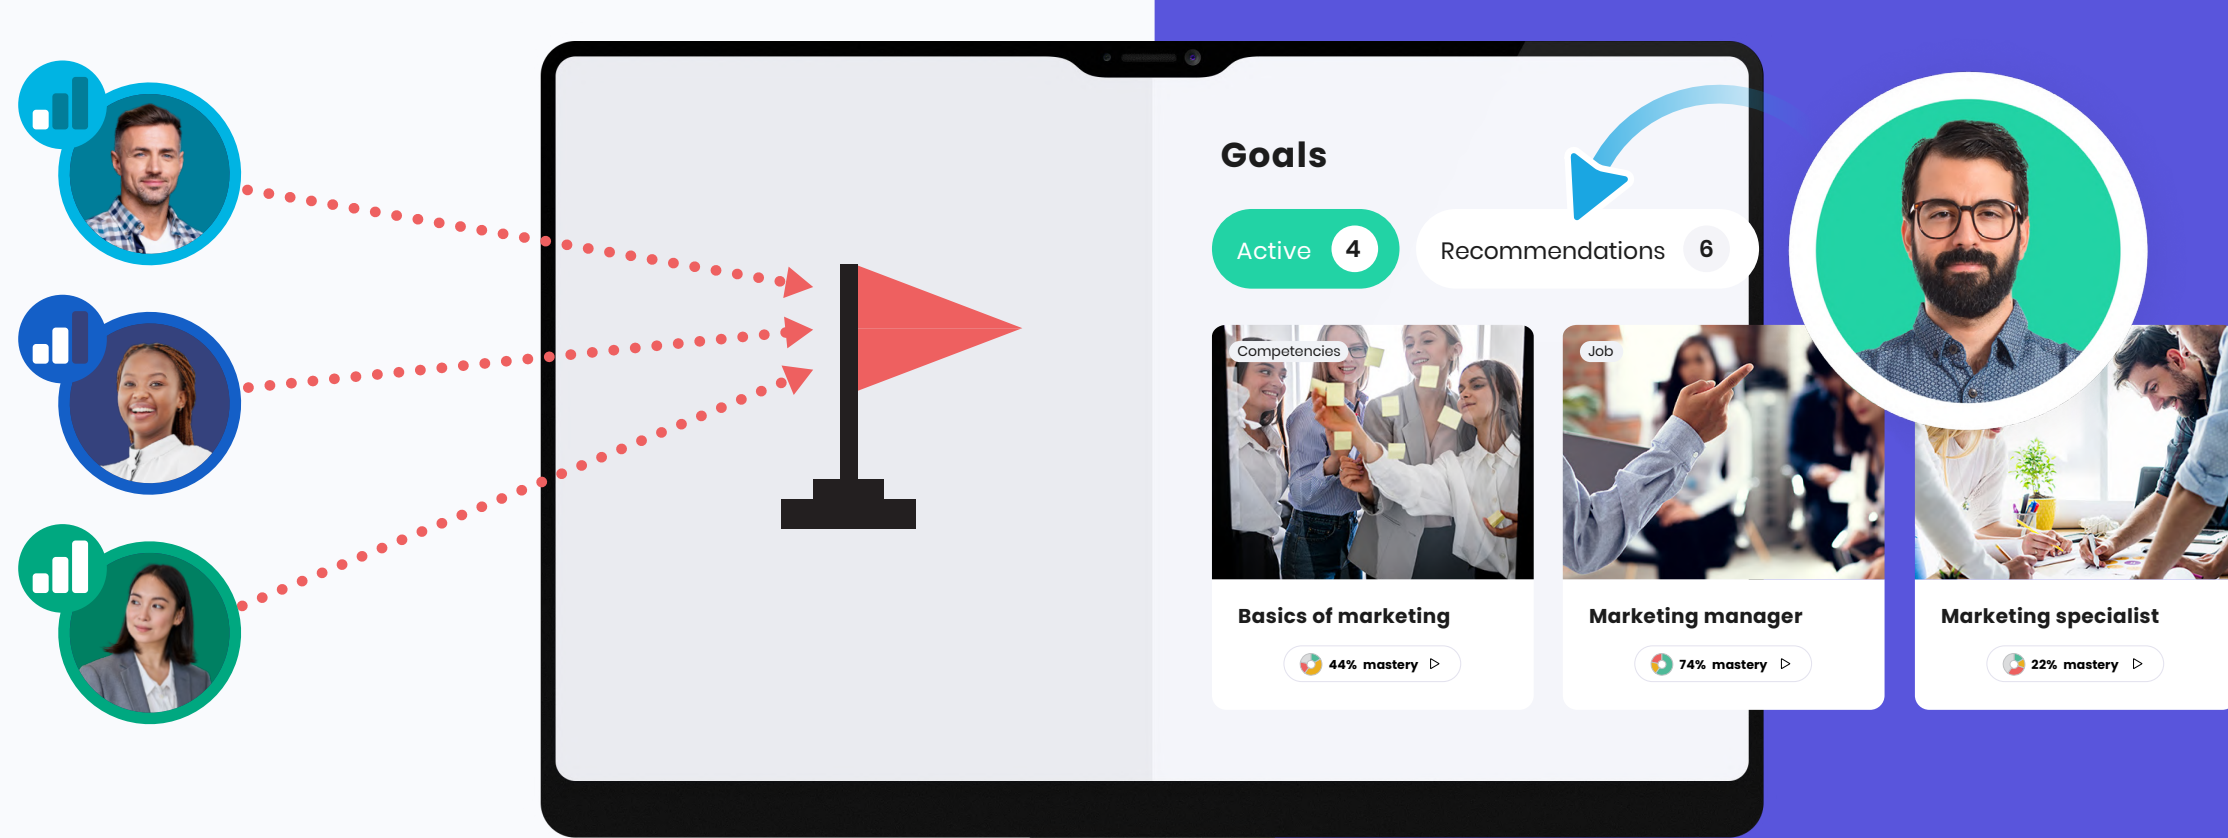 Goals
Active 4
Recommendations 6
Competencies
Job
Basics of marketing
44% mastery
Marketing manager
74% mastery
Marketing specialist
22% mastery